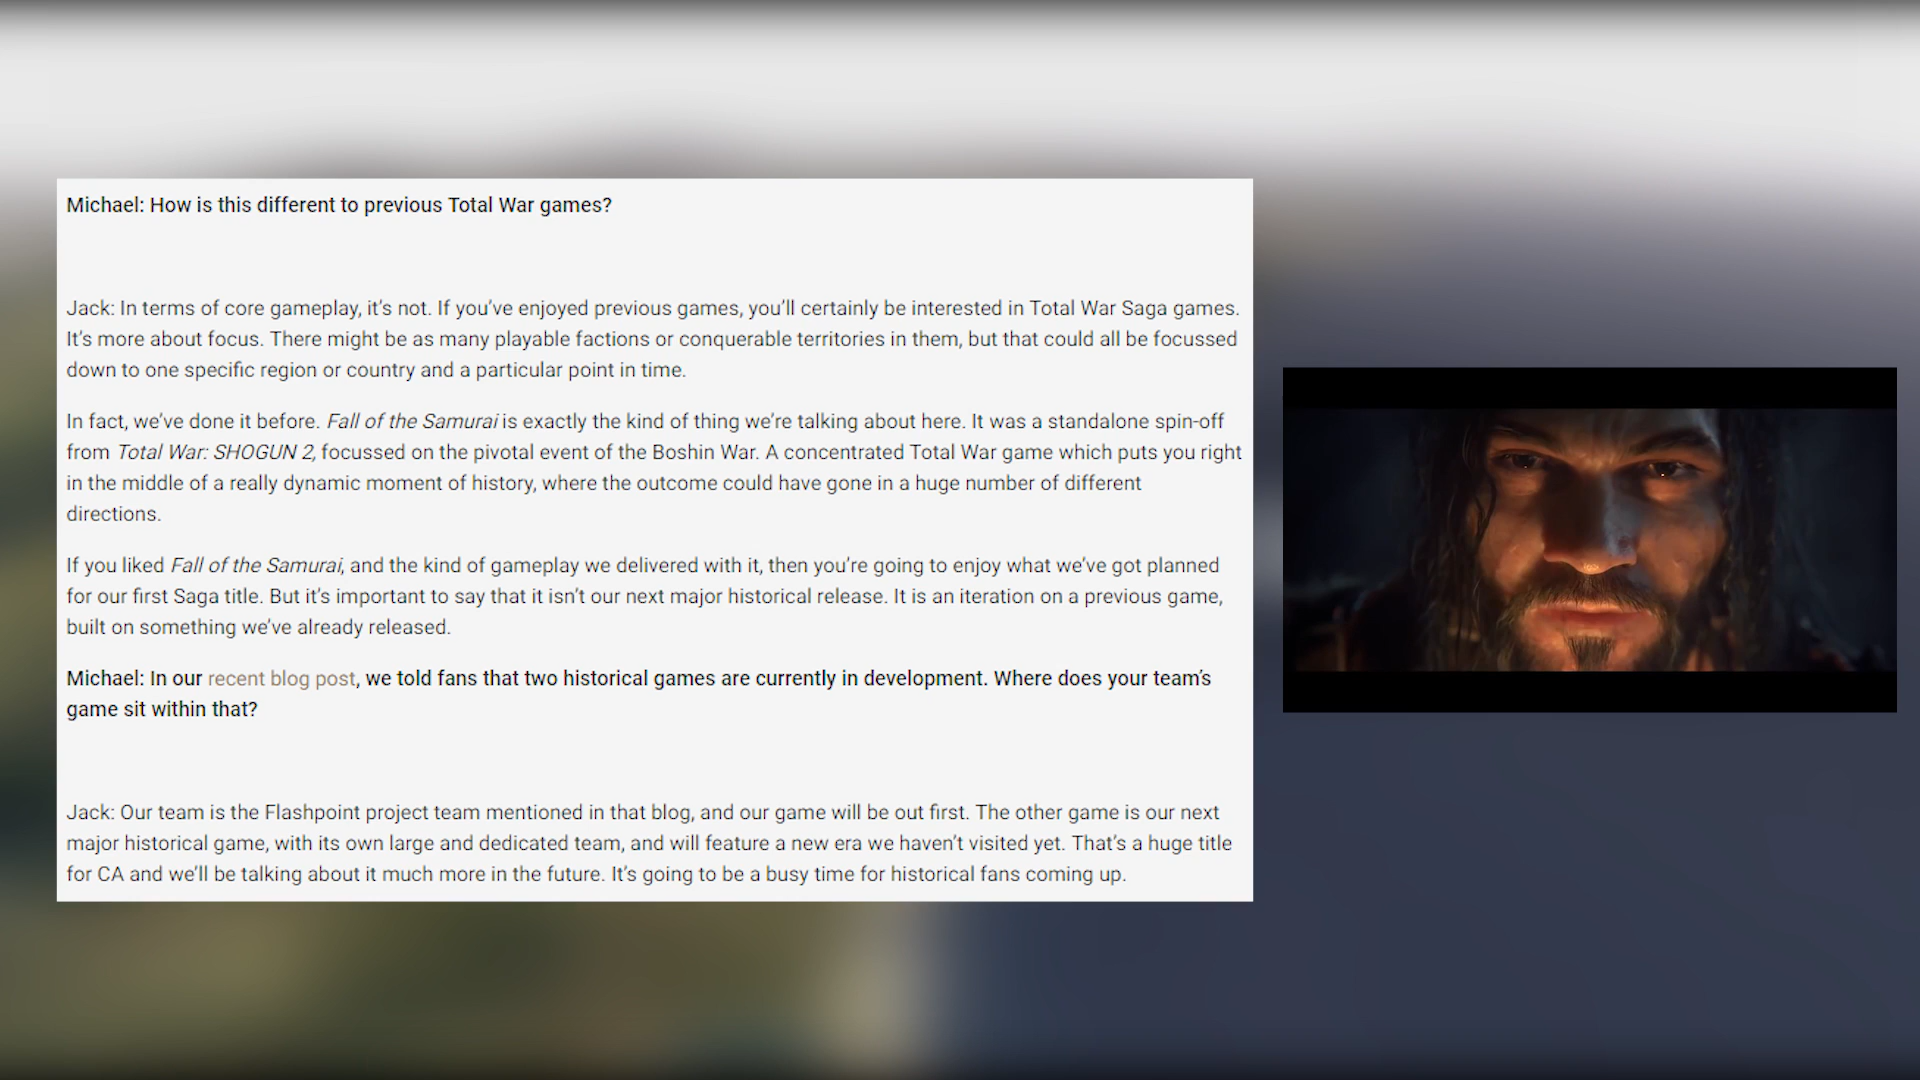 Michael: How is this different to previous Total War games?
Jack: In terms of core gameplay, it's not. If you've enjoyed previous games, you'll certainly be interested in Total War Saga games.
It's more about focus. There might be as many playable factions or conquerable territories in them, but that could all be focussed
down to one specific region or country and a particular point in time.
In fact, we've done it before. Fall of the Samurai is exactly the kind of thing we're talking about here. It was a standalone spin-off
from Total War: SHOGUN 2, focussed on the pivotal event of the Boshin War. A concentrated Total War game which puts you right
in the middle of a really dynamic moment of history, where the outcome could have gone in a huge number of different
directions.
If you liked Fall of the Samurai, and the kind of gameplay we delivered with it, then you're going to enjoy what we've got planned
for our first Saga title. But it's important to say that it isn't our next major historical release. It is an iteration on a previous game,
built on something we've already released.
Michael: In our recent blog post, we told fans that two historical games are currently in development. Where does your team's
game sit within that?
Jack: Our team is the Flashpoint project team mentioned in that blog, and our game will be out first. The other game is our next
major historical game, with its own large and dedicated team, and will feature a new era we haven't visited yet. That's a huge title
for CA and we'll be talking about it much more in the future. It's going to be a busy time for historical fans coming up.